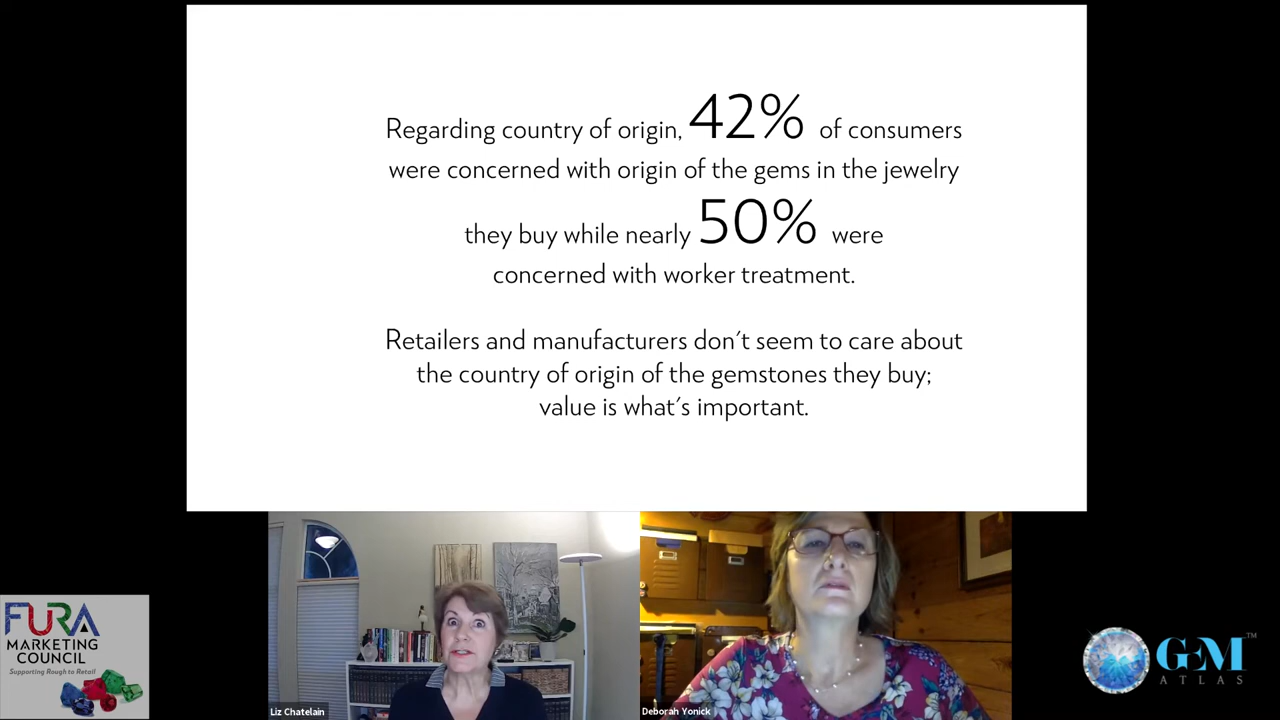 Regarding country of origin, 42% of consumers
were concerned with origin of the gems in the jewelry
they buy while nearly 50% were
concerned with worker treatment.
Retailers and manufacturers don't seem to care about
the country of origin of the gemstones they buy;
value is what's important.
FURA
MARKETING
COUNCIL
Supporting Rough to Retail
Liz Chatelain
Deborah Yonick
GEM™
ATLAS